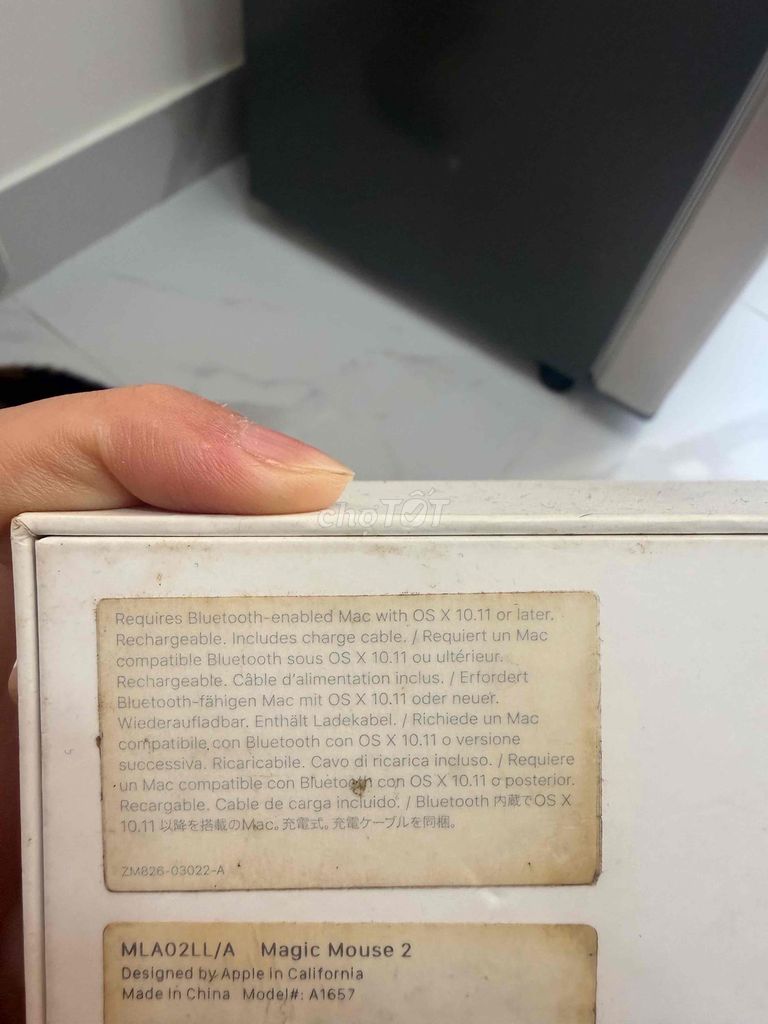 choTỐT
Requires Bluetooth-enabled Mac with OS X 10.11 or later.
Rechargeable. Includes charge cable. / Requiert un Mac
compatible Bluetooth sous OS X 10.11 ou ultérieur.
Rechargeable. Câble d'alimentation inclus. / Erfordert
Bluetooth-fähigen Mac mit OS X 10.11 oder neuer.
Wiederaufladbar. Enthält Ladekabel. / Richiede un Mac
compatibile con Bluetooth con OS X 10.11 o versione
successiva. Ricaricabile. Cavo di ricarica incluso. / Requiere
un Mac compatible con Bluetooth con OS X 10.11 o posterior.
Recargable. Cable de carga incluido. / Bluetooth 内蔵でOS X
10.11 以降を搭載のMac。充電式。充電ケーブルを同梱。
ZM826-03022-A
MLA02LL/A Magic Mouse 2
Designed by Apple in California
Made in China Model#: A1657